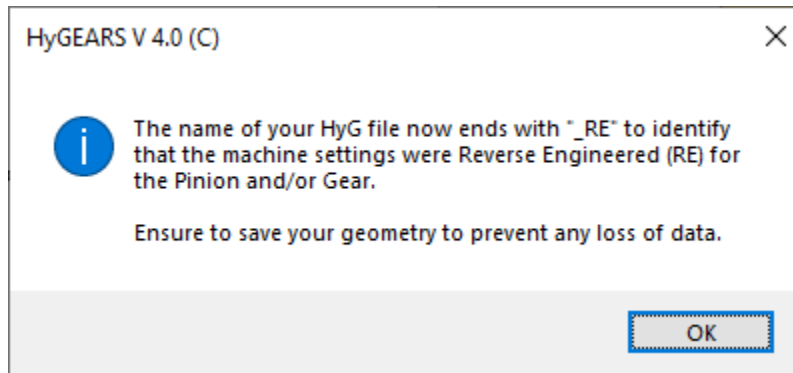 HyGEARS V 4.0 (C)
The name of your HyG file now ends with "_RE" to identify
that the machine settings were Reverse Engineered (RE) for
the Pinion and/or Gear.
Ensure to save your geometry to prevent any loss of data.
OK